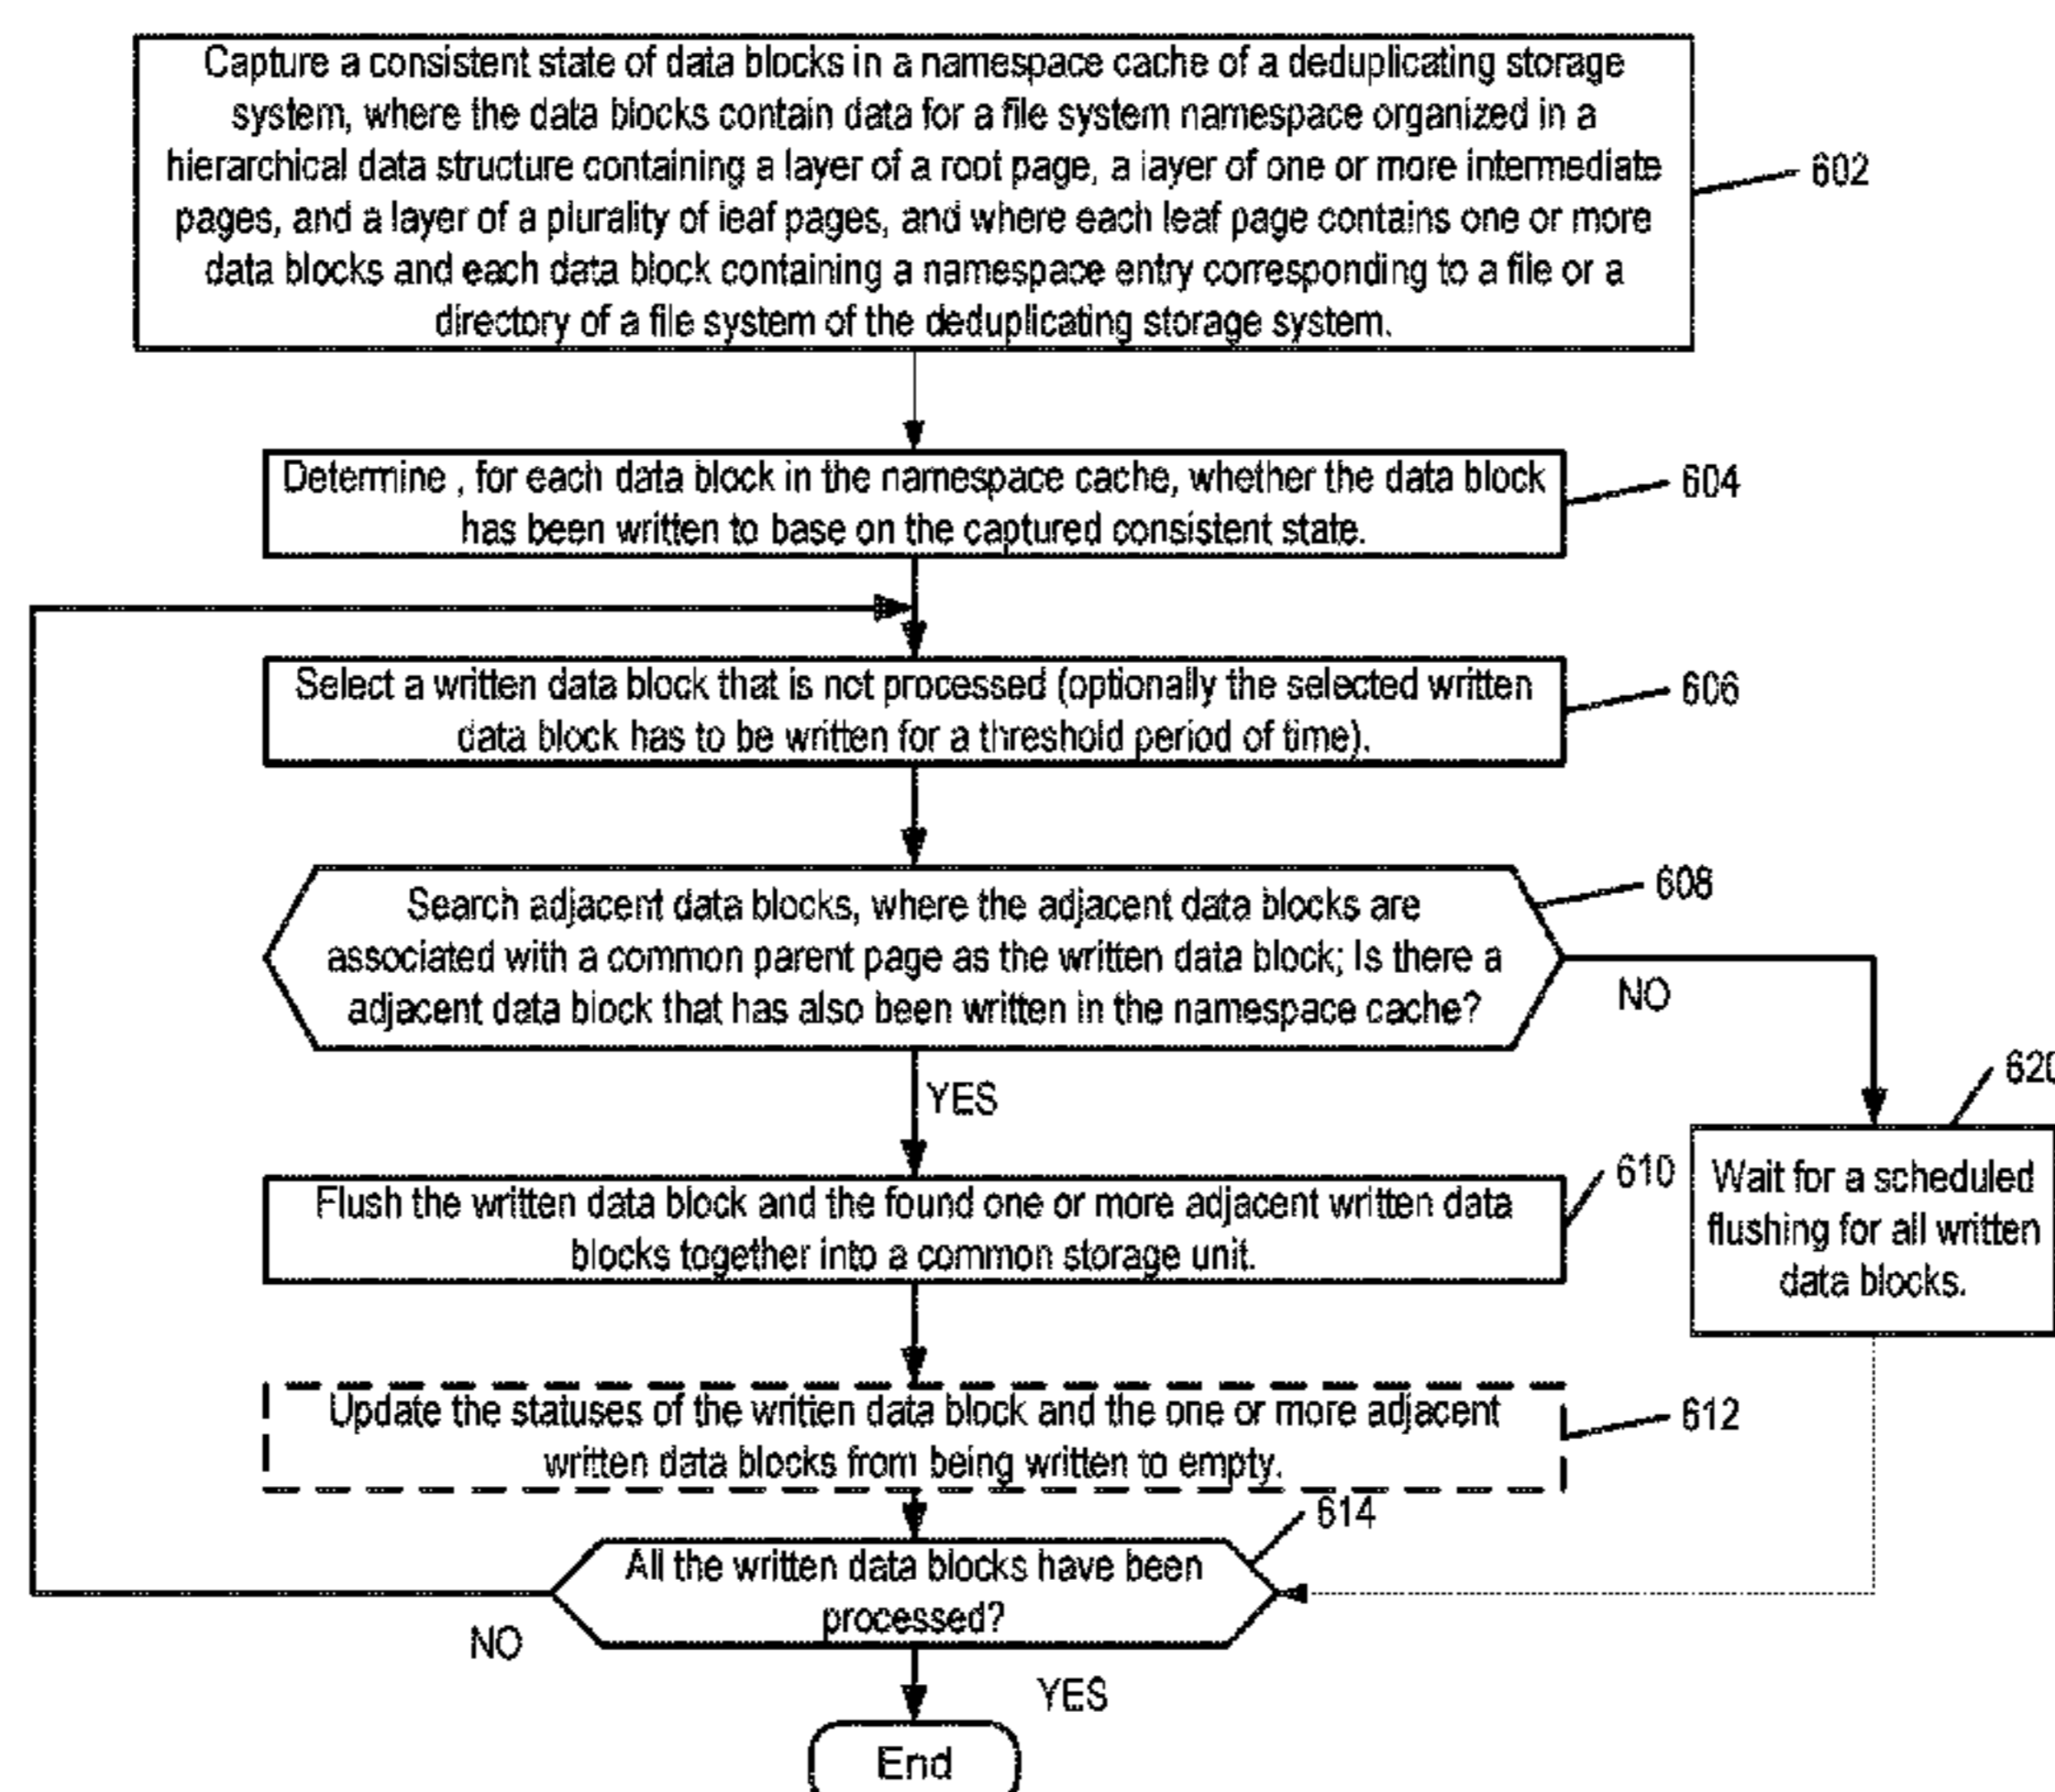 Capture a consistent state of data blocks in a namespace cache of a deduplicating storage
system, where the data blocks contain data for a file system namespace organized in a
hierarchical data structure containing a layer of a root page, a layer of one or more intermediate
pages, and a layer of a plurality of leaf pages, and where each leaf page contains one or more
data blocks and each data block containing a namespace entry corresponding to a file or a
directory of a file system of the deduplicating storage system.
602
Determine , for each data block in the namespace cache, whether the data block
has been written to base on the captured consistent state.
604
Select a written data block that is not processed (optionally the selected written
data block has to be written for a threshold period of time).
606
Search adjacent data blocks, where the adjacent data blocks are
associated with a common parent page as the written data block; Is there a
adjacent data block that has also been written in the namespace cache?
608
NO
YES
620
Wait for a scheduled
flushing for all written
data blocks.
Flush the written data block and the found one or more adjacent written data
blocks together into a common storage unit.
610
Update the statuses of the written data block and the one or more adjacent
written data blocks from being written to empty.
612
614
All the written data blocks have been
processed?
NO
YES
End